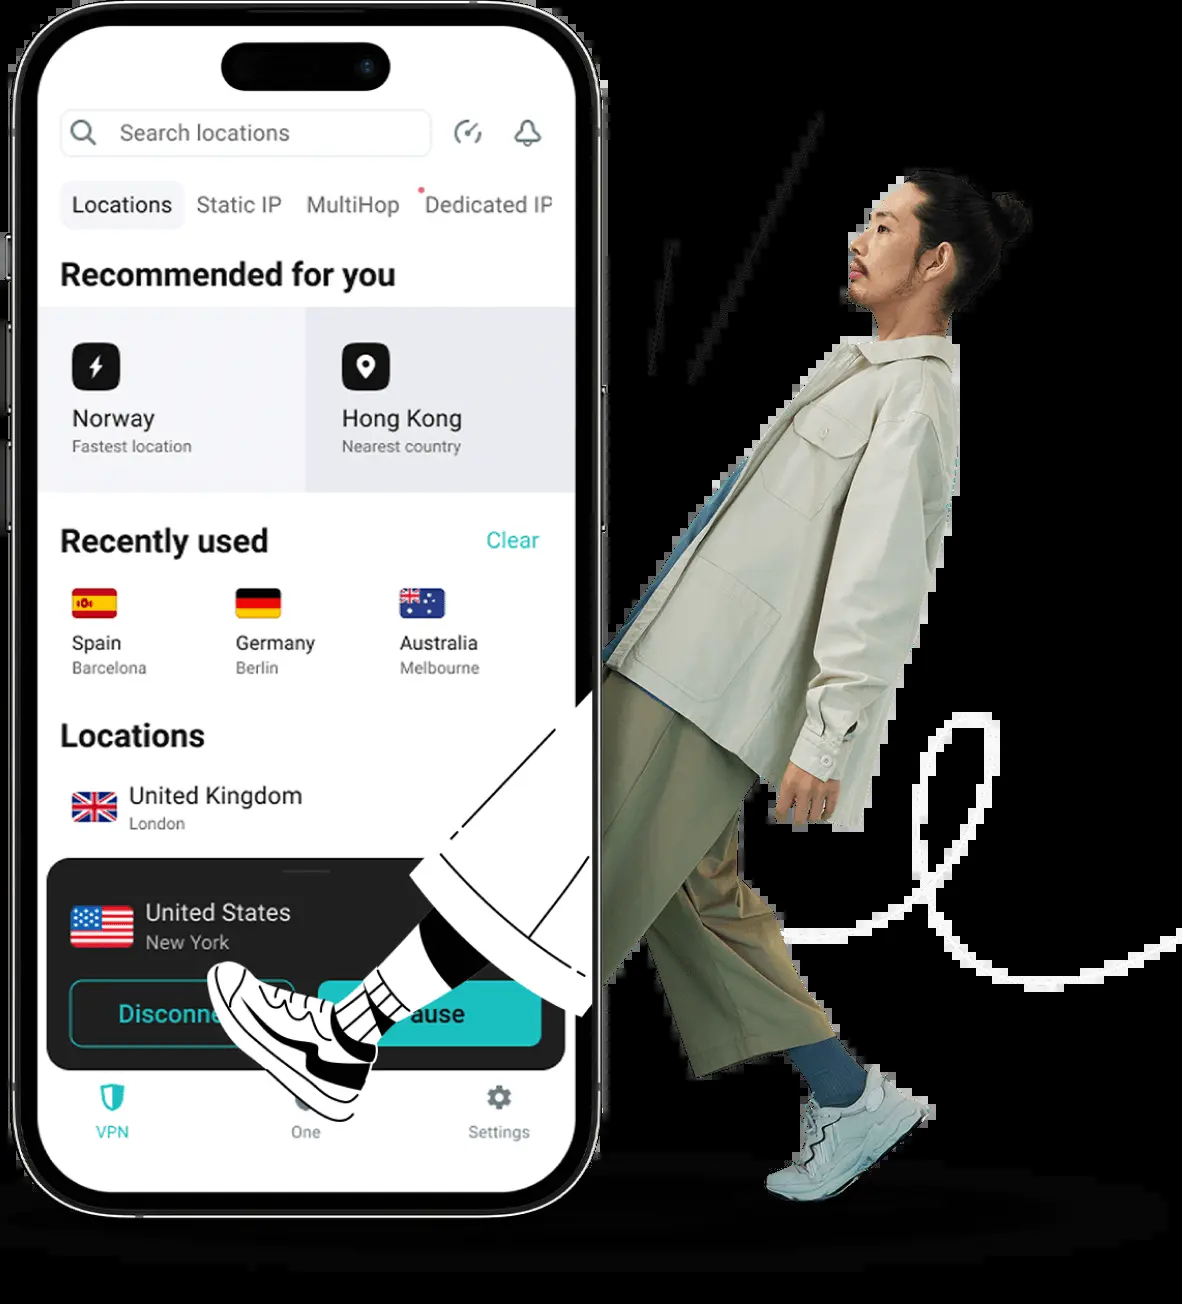 Search locations
Locations Static IP MultiHop Dedicated IP
Recommended for you
Norway
Fastest location
Hong Kong
Nearest country
Recently used Clear
Spain
Barcelona
Germany
Berlin
Australia
Melbourne
Locations
United Kingdom
London
United States
New York
Disconne
ause
VPN One Settings